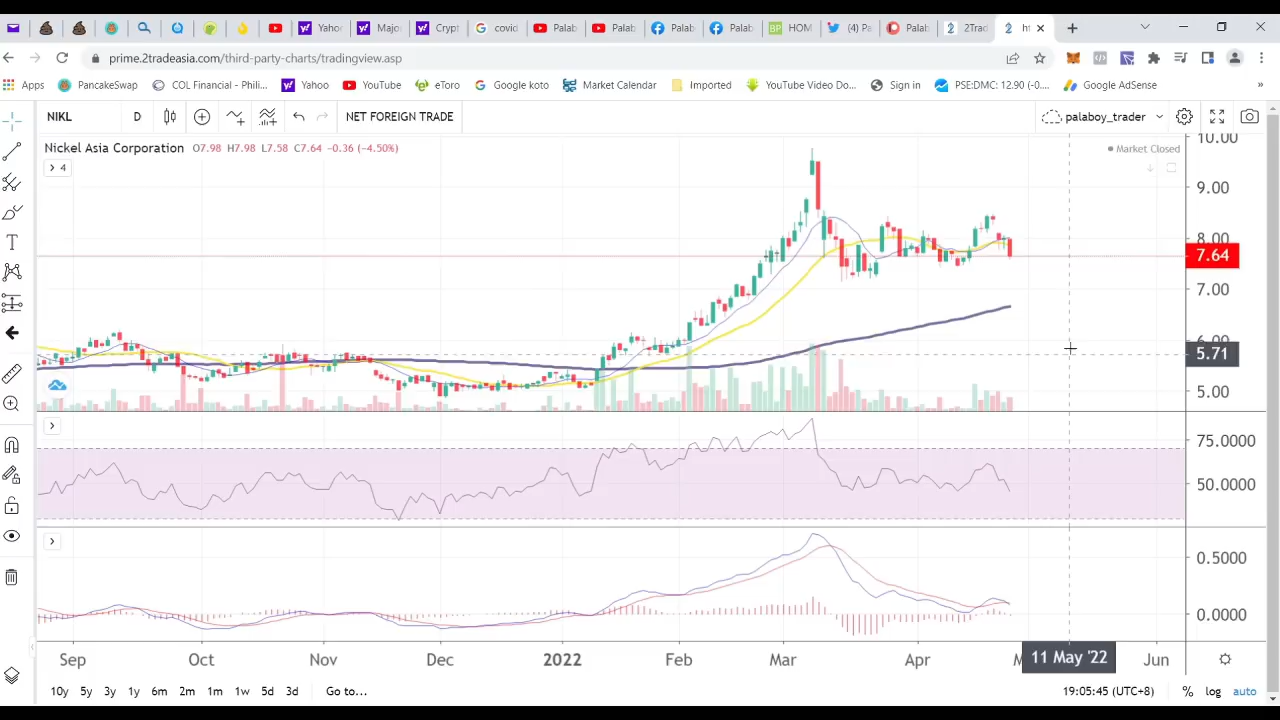 Yaho
Majo
Crypt
covid
Palab
Palab
Palab
Palab
HOM
(4) Pa
Palab
2Trad
prime.2tradeasia.com/third-party-charts/tradingview.asp
Apps
PancakeSwap
COL Financial - Phili...
Yahoo
YouTube
eToro
Google koto
Market Calendar
Imported
YouTube Video Do...
Sign in
PSE:DMC: 12.90 (-0....
Google AdSense
»
NIKL
D
NET FOREIGN TRADE
palaboy_trader
Nickel Asia Corporation O7.98 H7.98 L7.58 C7.64 -0.36 (-4.50%)
Market Closed
4
10.00
9.00
8.00
7.64
7.00
6.00
5.71
5.00
75.0000
50.0000
0.5000
0.0000
Sep
Oct
Nov
Dec
2022
Feb
Mar
Apr
11 May '22
Jun
10y 5y 3y 1y 6m 2m 1m 1w 5d 3d Go to...
19:05:45 (UTC+8)
% log auto